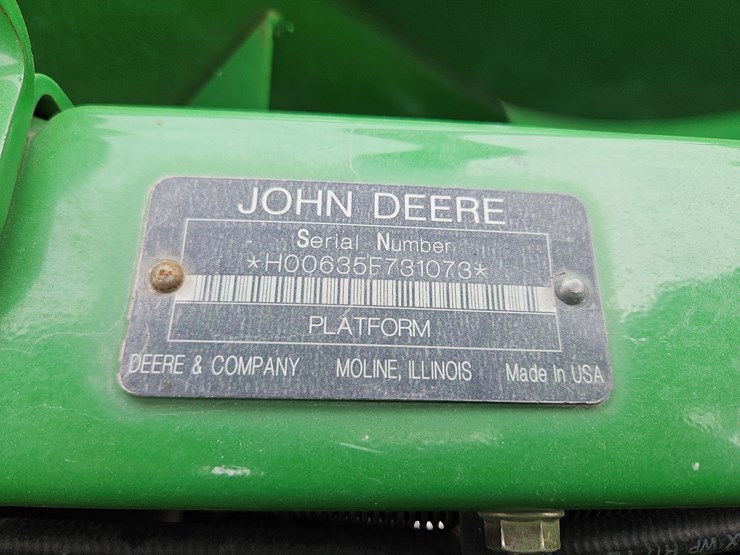 JOHN DEERE
Serial Number
*H00635F731073*
PLATFORM
DEERE & COMPANY MOLINE, ILLINOIS Made In USA